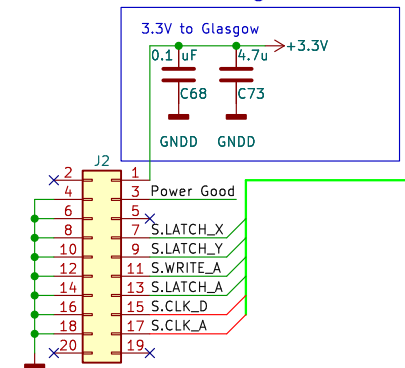 3.3V to Glasgow
0.1 uF
4.7u
+3.3V
C68
C73
GNDD
GNDD
J2
2
1
4
3
Power Good
6
5
8
7
S.LATCH_X
10
9
S.LATCH_Y
12
11
S.WRITE_A
14
13
S.LATCH_A
16
15
S.CLK_D
18
17
S.CLK_A
20
19